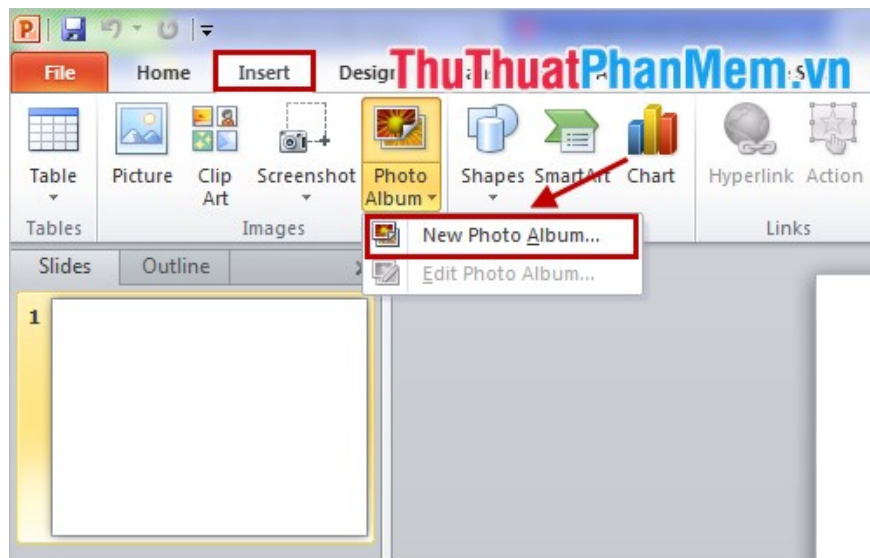 P
File Home Insert Design
ThuThuatPhanMem.vn
Table Picture Clip Art Screenshot Photo Album Shapes SmartArt Chart Hyperlink Action
Tables Images Links
New Photo Album...
Edit Photo Album...
Slides Outline
1